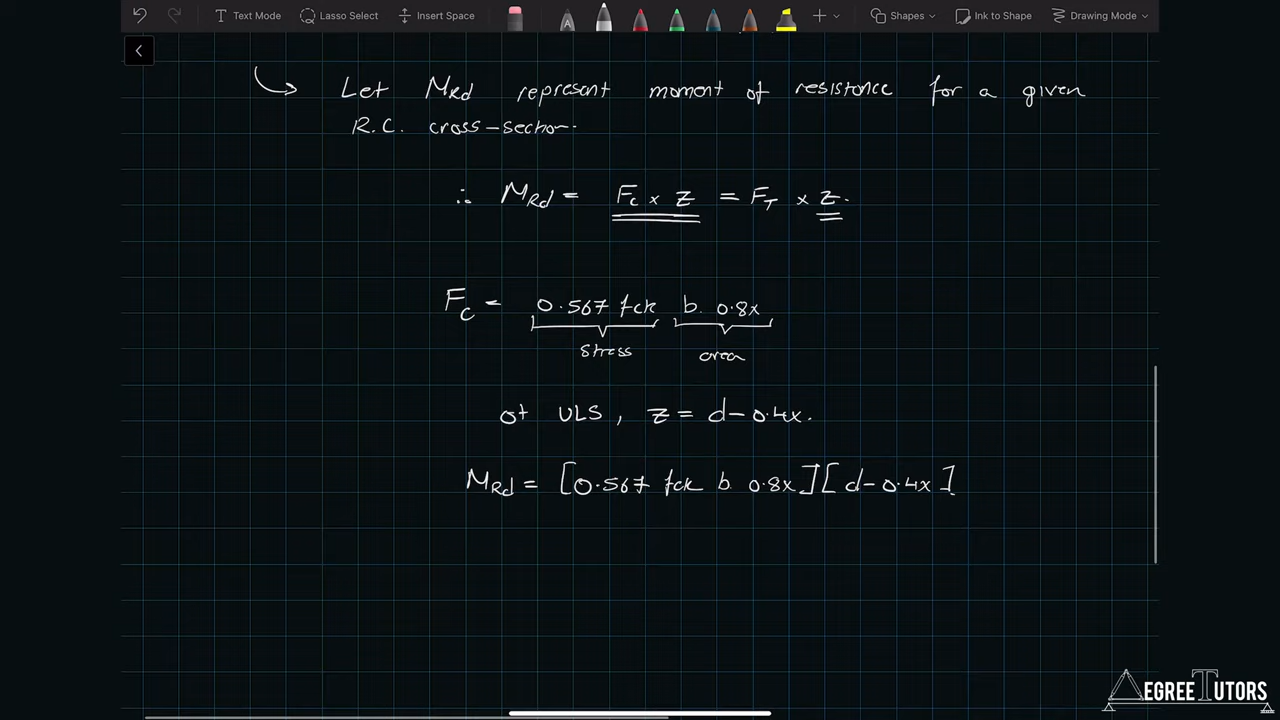 Text Mode Lasso Select Insert Space A Shapes Ink to Shape Drawing Mode
Let MRd represent moment of resistance for a given
R.C. cross-section.
∴ MRd = Fc × z = FT × z.
Fc = 0.567 fck b. 0.8x
stress area
at ULS, z = d-0.4x.
MRd = [0.567 fck b. 0.8x][d-0.4x]
DEGREE TUTORS